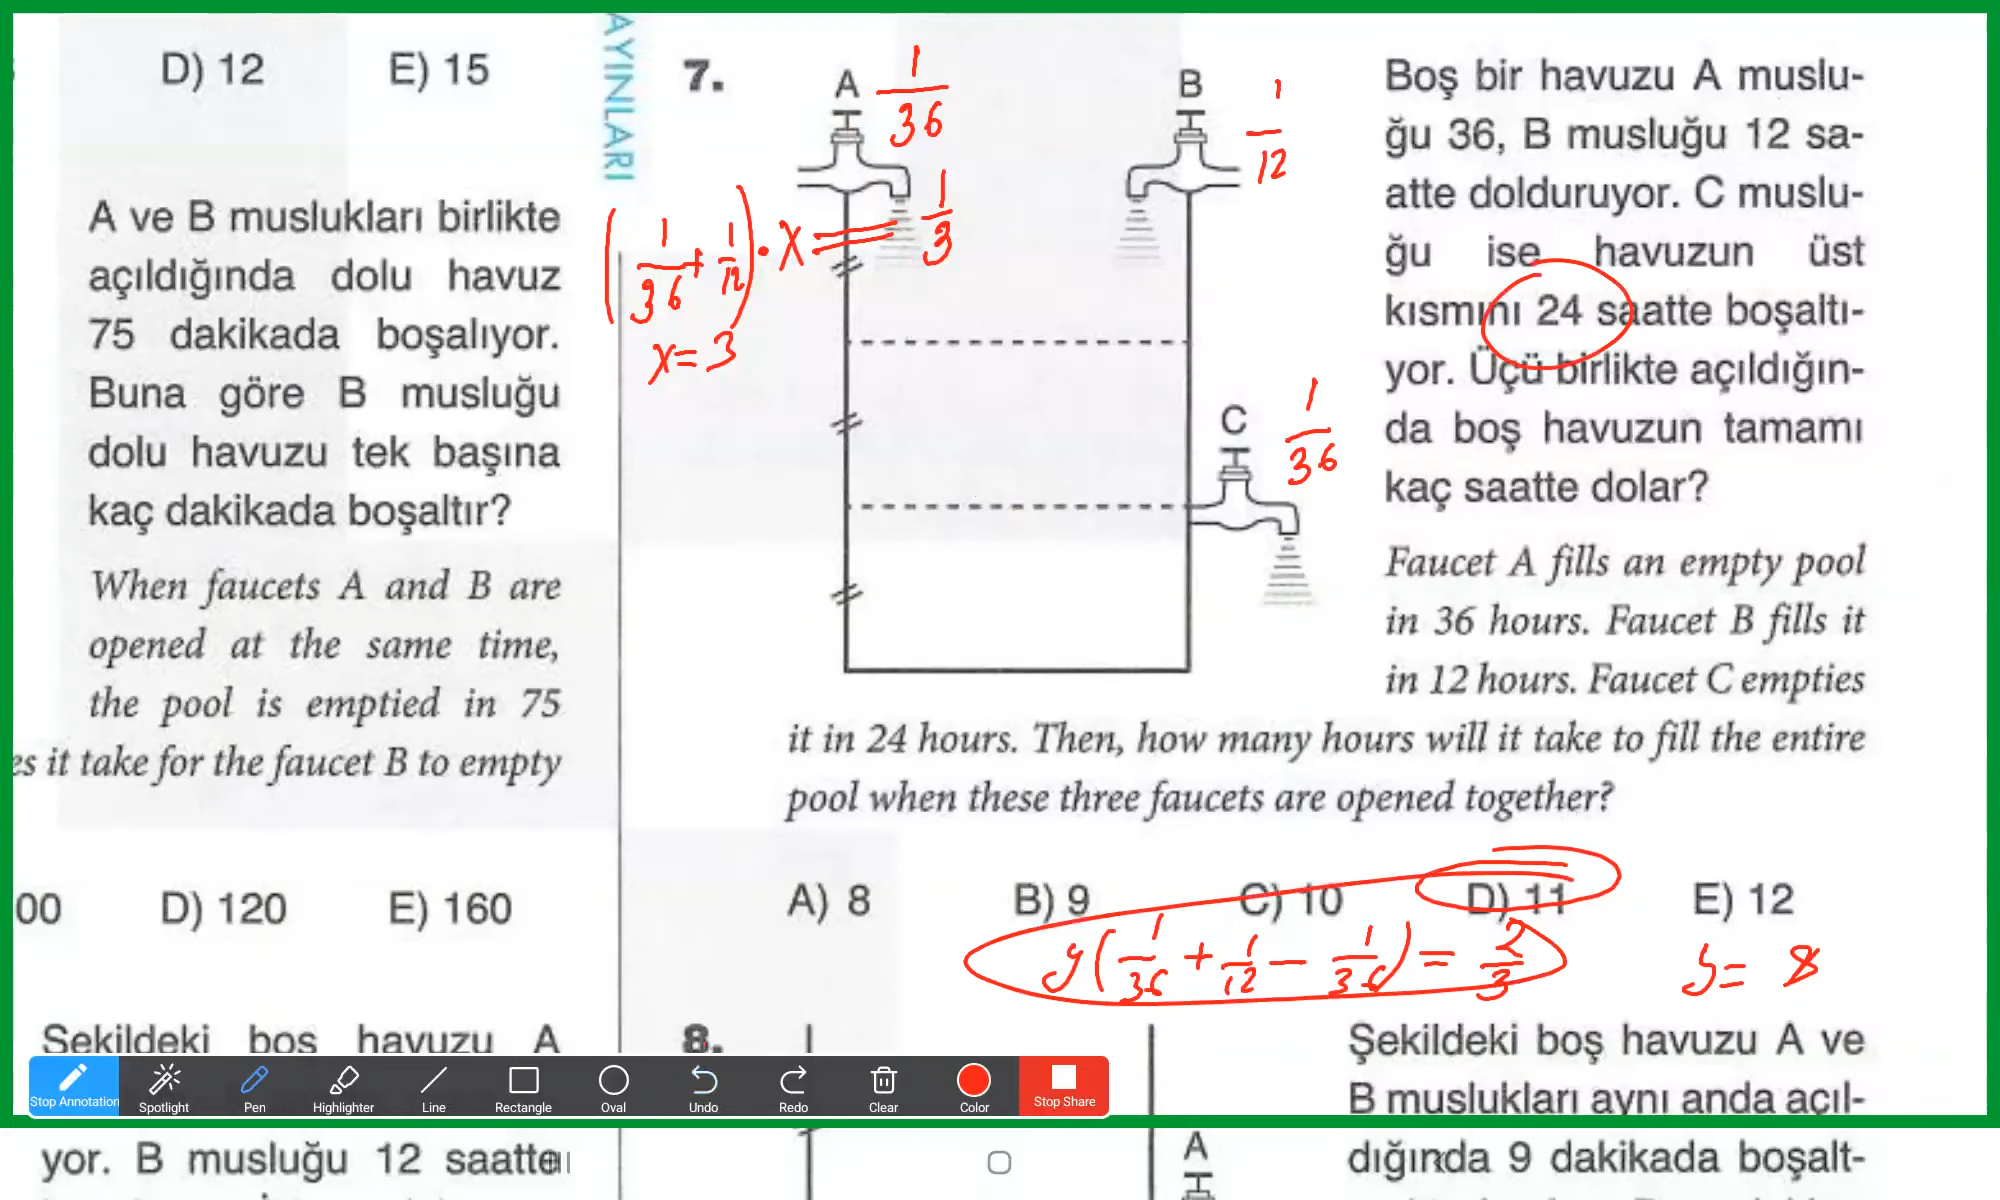 D) 12 E) 15
A ve B muslukları birlikte
açıldığında dolu havuz
75 dakikada boşalıyor.
Buna göre B musluğu
dolu havuzu tek başına
kaç dakikada boşaltır?
When faucets A and B are
opened at the same time,
the pool is emptied in 75
es it take for the faucet B to empty
00 D) 120 E) 160
Şekildeki boş havuzu A
yor. B musluğu 12 saatte
AYINLARI
7.
A 1/36
B 1/12
(1/36 + 1/12) · x = 1/3
x = 3
C 1/36
Boş bir havuzu A muslu-
ğu 36, B musluğu 12 sa-
atte dolduruyor. C muslu-
ğu ise havuzun üst
kısmını 24 saatte boşaltı-
yor. Üçü birlikte açıldığın-
da boş havuzun tamamı
kaç saatte dolar?
Faucet A fills an empty pool
in 36 hours. Faucet B fills it
in 12 hours. Faucet C empties
it in 24 hours. Then, how many hours will it take to fill the entire
pool when these three faucets are opened together?
A) 8 B) 9 C) 10 D) 11 E) 12
y(1/36 + 1/12 - 1/36) = 2/3 y = 8
8.
Şekildeki boş havuzu A ve
B muslukları aynı anda açıl-
dığında 9 dakikada boşalt-
A
Stop Annotation Spotlight Pen Highlighter Line Rectangle Oval Undo Redo Clear Color Stop Share